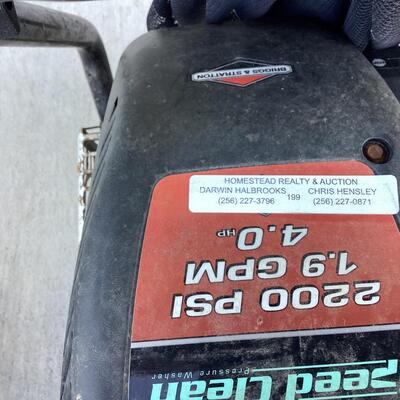 BRIGGS & STRATTON
HOMESTEAD REALTY & AUCTION
DARWIN HALBROOKS 199 CHRIS HENSLEY
(256) 227-3796 (256) 227-0871
4.0 HP
1.9 GPM
2200 PSI
Pressure Washer
peed Clean